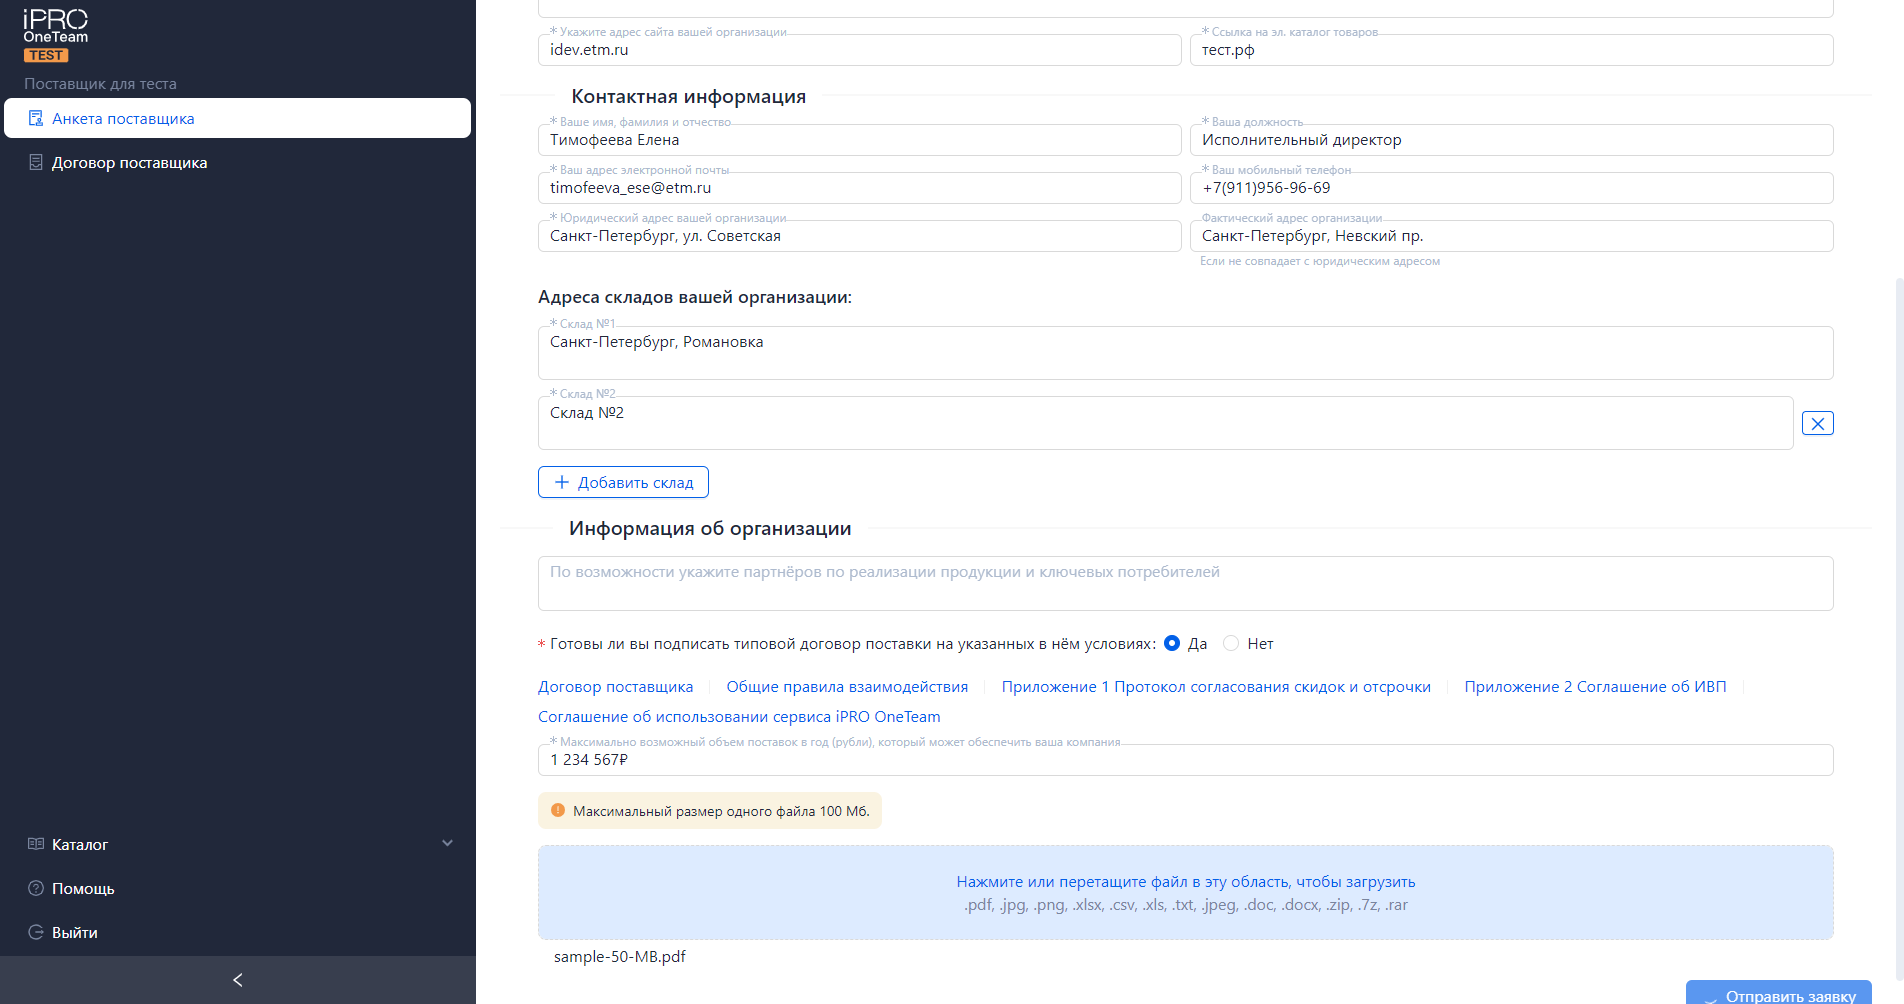 iPRO
OneTeam
TEST
Поставщик для теста
Анкета поставщика
Договор поставщика
Каталог
Помощь
Выйти
* Укажите адрес сайта вашей организации
idev.etm.ru
* Ссылка на эл. каталог товаров
тест.рф
Контактная информация
* Ваше имя, фамилия и отчество
Тимофеева Елена
* Ваша должность
Исполнительный директор
* Ваш адрес электронной почты
timofeeva_ese@etm.ru
* Ваш мобильный телефон
+7(911)956-96-69
* Юридический адрес вашей организации
Санкт-Петербург, ул. Советская
Фактический адрес организации
Санкт-Петербург, Невский пр.
Если не совпадает с юридическим адресом
Адреса складов вашей организации:
* Склад №1
Санкт-Петербург, Романовка
* Склад №2
Склад №2
Добавить склад
Информация об организации
По возможности укажите партнёров по реализации продукции и ключевых потребителей
* Готовы ли вы подписать типовой договор поставки на указанных в нём условиях: Да Нет
Договор поставщика Общие правила взаимодействия Приложение 1 Протокол согласования скидок и отсрочки Приложение 2 Соглашение об ИВП
Соглашение об использовании сервиса iPRO OneTeam
* Максимально возможный объем поставок в год (рубли), который может обеспечить ваша компания
1 234 567₽
Максимальный размер одного файла 100 Мб.
Нажмите или перетащите файл в эту область, чтобы загрузить
.pdf, .jpg, .png, .xlsx, .csv, .xls, .txt, .jpeg, .doc, .docx, .zip, .7z, .rar
sample-50-MB.pdf
Отправить заявку